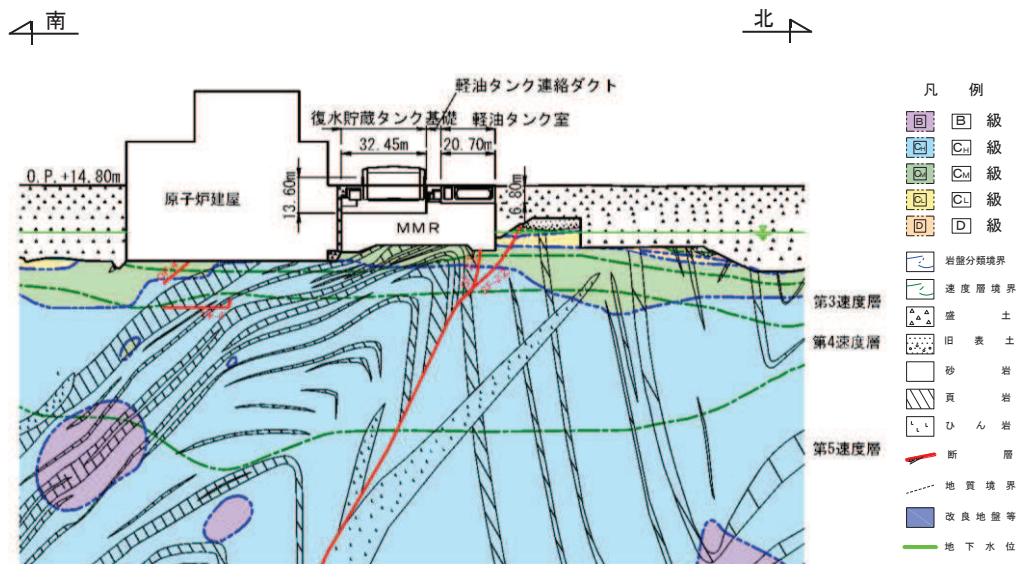 南
北
軽油タンク連絡ダクト
復水貯蔵タンク基礎 軽油タンク室
32.45m
20.70m
O.P.+14.80m
13.60m
6.80m
原子炉建屋
MMR
第3速度層
第4速度層
第5速度層
凡 例
B B 級
CH CH 級
CM CM 級
CL CL 級
D D 級
岩盤分類境界
速度層境界
盛 土
旧 表 土
砂 岩
頁 岩
ひ ん 岩
断 層
地 質 境 界
改 良 地 盤 等
地 下 水 位